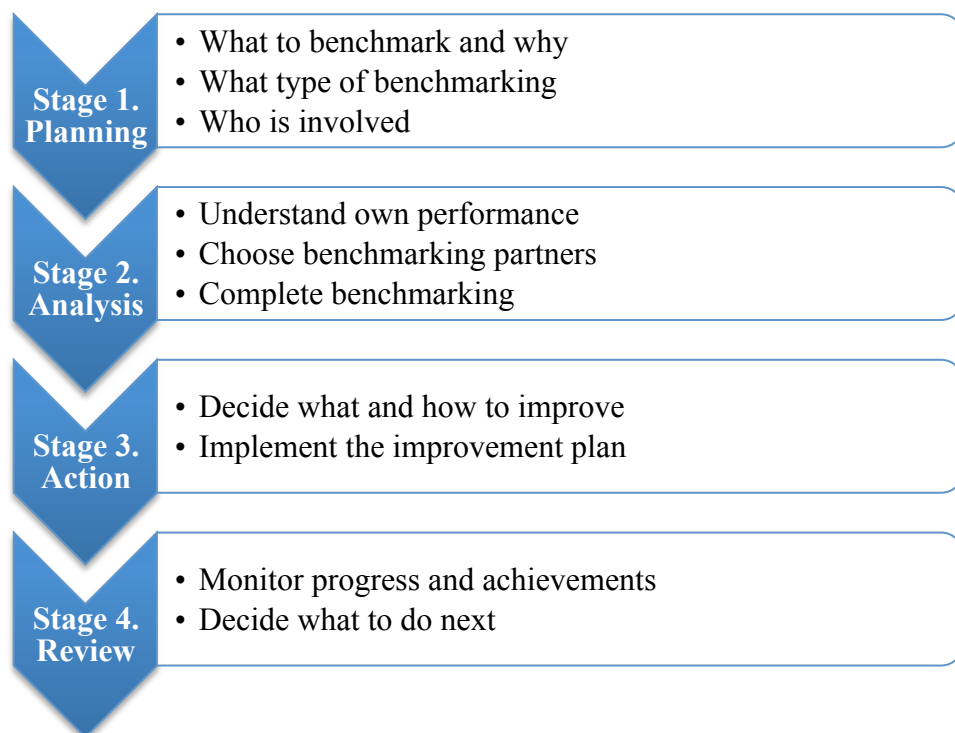 Stage 1.
Planning
• What to benchmark and why
• What type of benchmarking
• Who is involved
Stage 2.
Analysis
• Understand own performance
• Choose benchmarking partners
• Complete benchmarking
Stage 3.
Action
• Decide what and how to improve
• Implement the improvement plan
Stage 4.
Review
• Monitor progress and achievements
• Decide what to do next